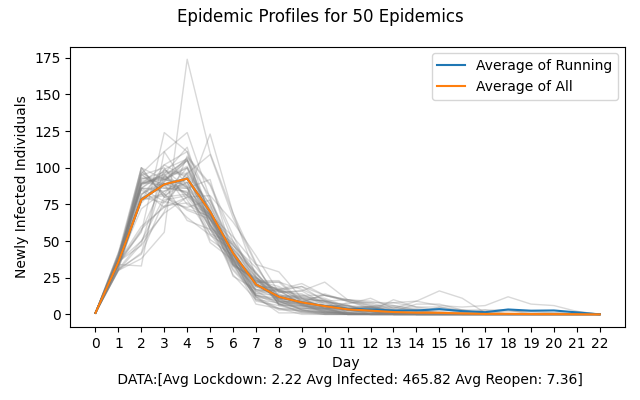 Epidemic Profiles for 50 Epidemics
Newly Infected Individuals
175
150
125
100
75
50
25
0
Average of Running
Average of All
0 1 2 3 4 5 6 7 8 9 10 11 12 13 14 15 16 17 18 19 20 21 22
Day
DATA:[Avg Lockdown: 2.22 Avg Infected: 465.82 Avg Reopen: 7.36]